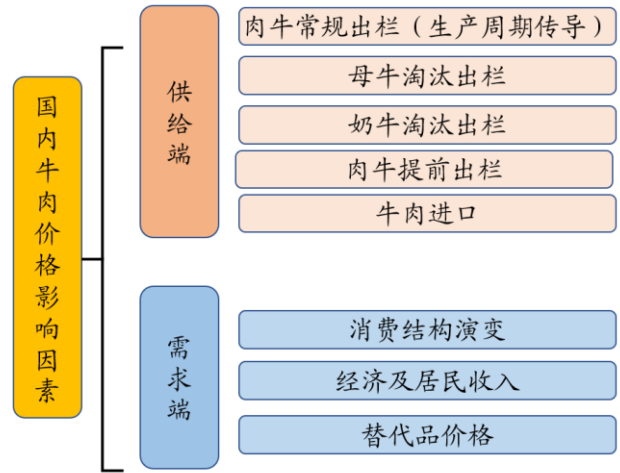 国内牛肉价格影响因素
供给端
肉牛常规出栏（生产周期传导）
母牛淘汰出栏
奶牛淘汰出栏
肉牛提前出栏
牛肉进口
需求端
消费结构演变
经济及居民收入
替代品价格